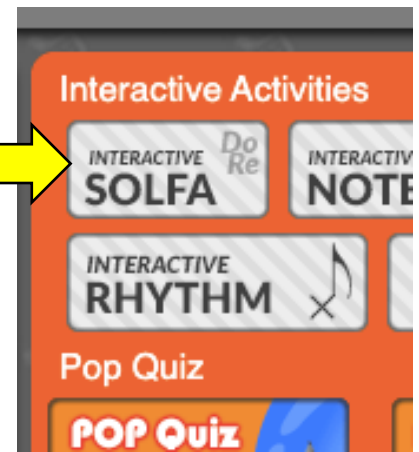 Interactive Activities
INTERACTIVE
SOLFA
Do
Re
INTERACTIV
NOTE
INTERACTIVE
RHYTHM
Pop Quiz
POP Quiz